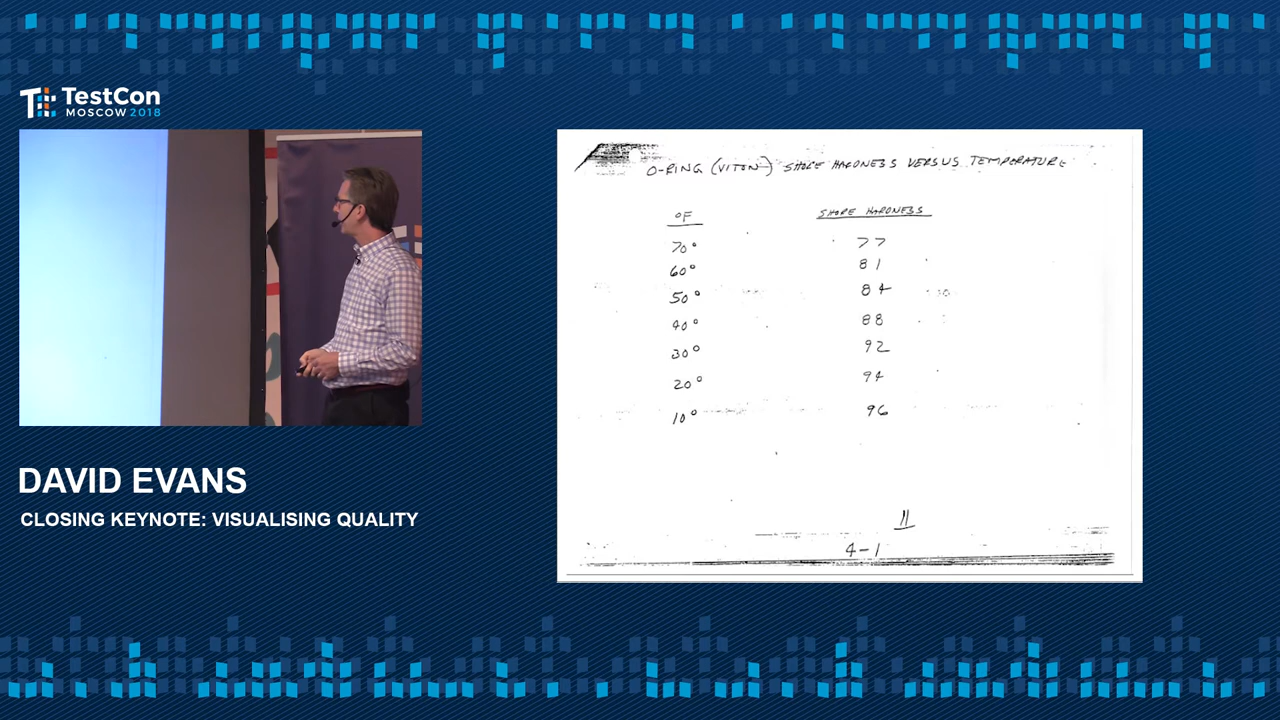 TestCon
MOSCOW 2018
O-RING (VITON) SHORE HARDNESS VERSUS TEMPERATURE
°F SHORE HARDNESS
70° 77
60° 81
50° 84
40° 88
30° 92
20° 94
10° 96
11
4-1
DAVID EVANS
CLOSING KEYNOTE: VISUALISING QUALITY